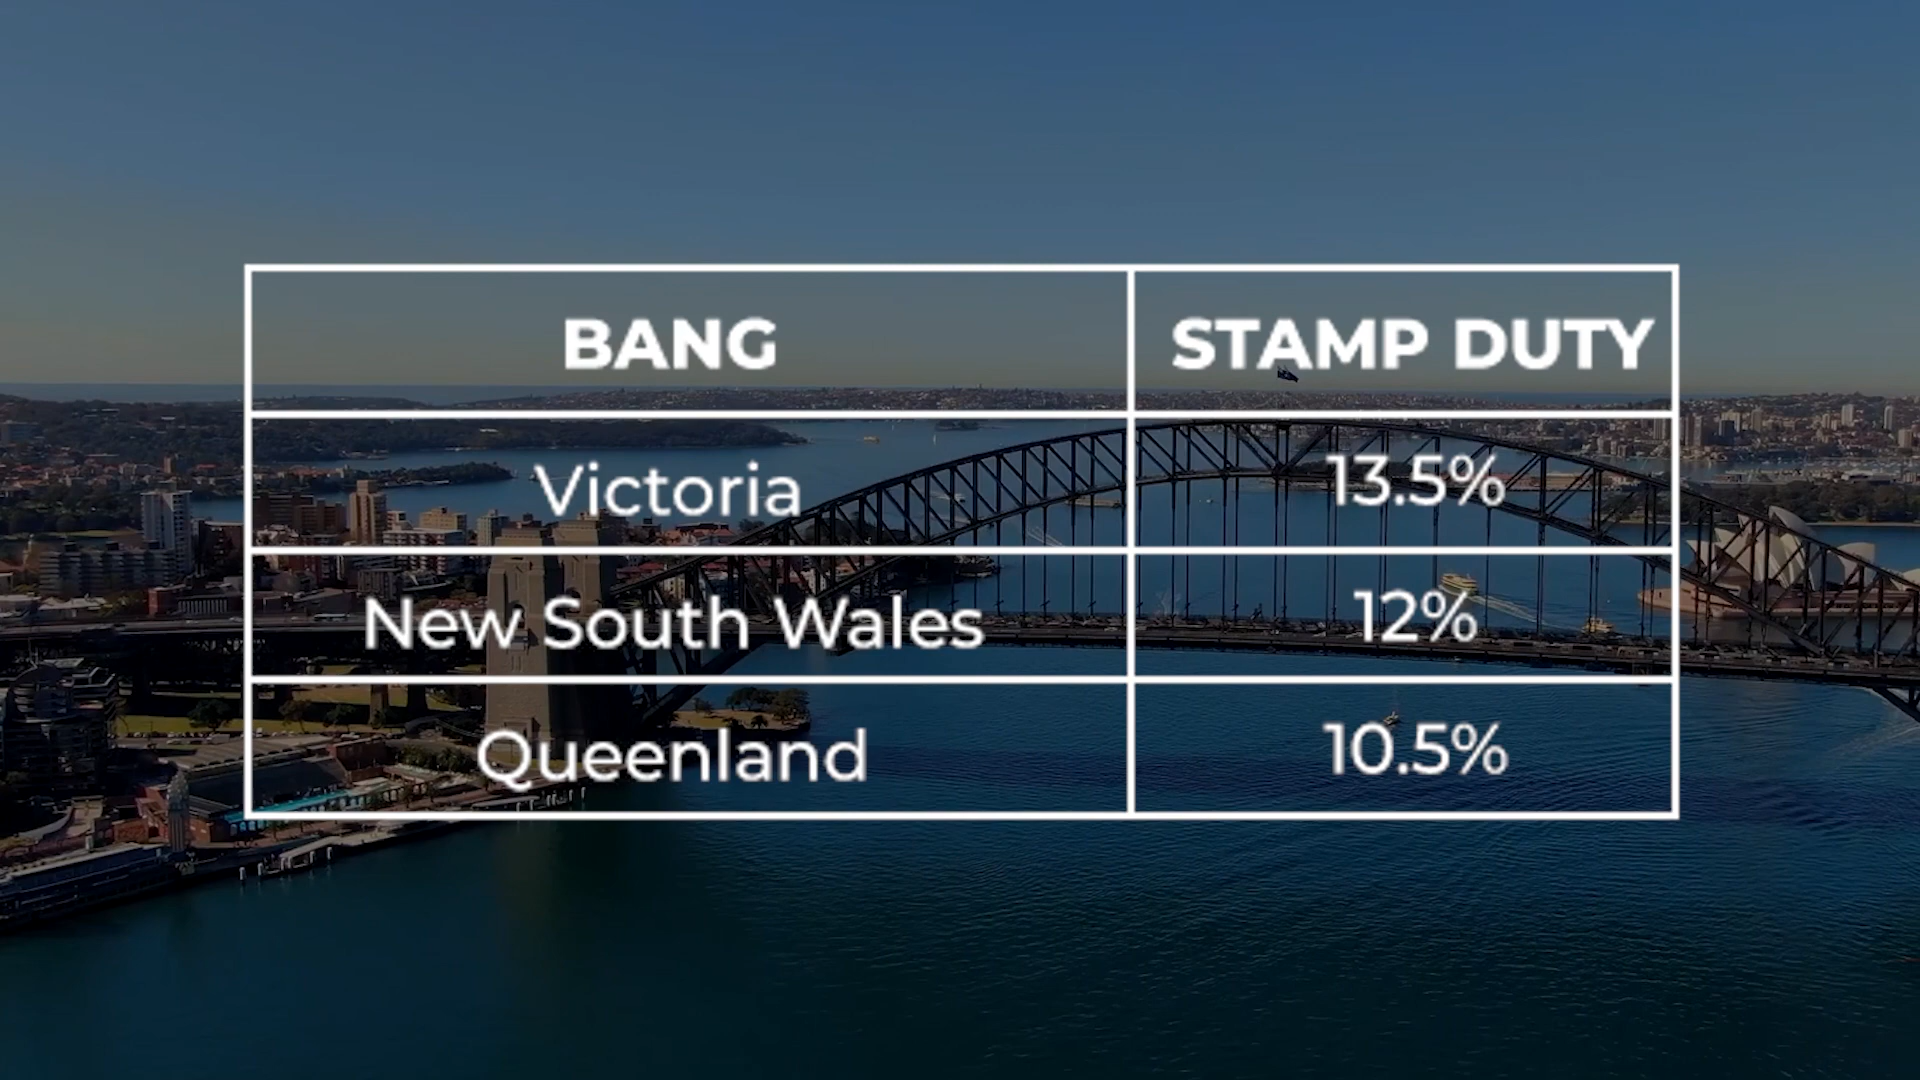 BANG STAMP DUTY
Victoria 13.5%
New South Wales 12%
Queenland 10.5%